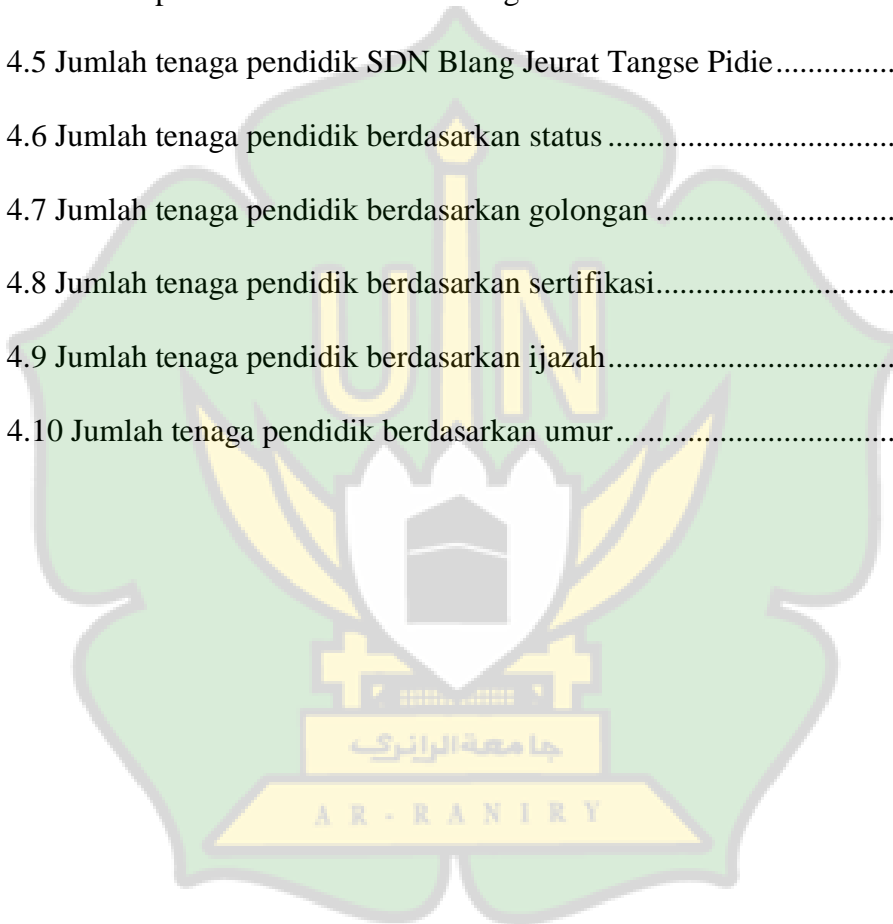 4.5 Jumlah tenaga pendidik SDN Blang Jeurat Tangse Pidie...............
4.6 Jumlah tenaga pendidik berdasarkan status....................................
4.7 Jumlah tenaga pendidik berdasarkan golongan..............................
4.8 Jumlah tenaga pendidik berdasarkan sertifikasi..............................
4.9 Jumlah tenaga pendidik berdasarkan ijazah....................................
4.10 Jumlah tenaga pendidik berdasarkan umur...................................
UIN
جامعة الرانري
AR-RANIRY